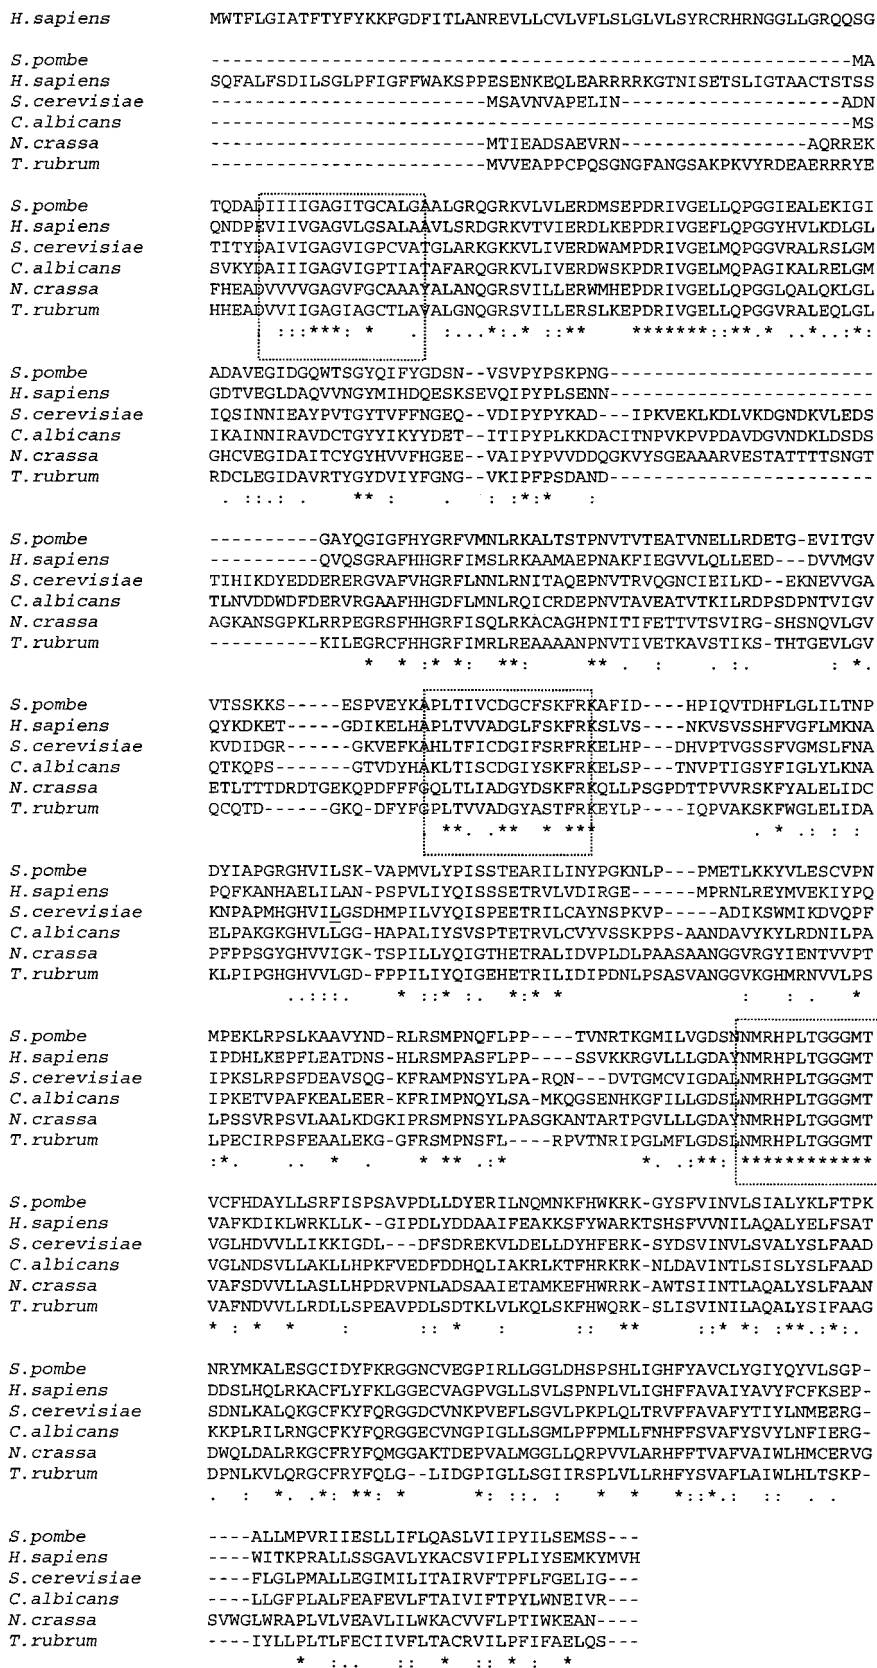 H.sapiens MWTFLGIATFTYFYKKFGDFITLANREVLLCVLVFLSLGLVLSYRCRHRNGGLLGRQQSG
S.pombe ----------------------------------------------------------MA
H.sapiens SQFALFSDILSGLPFIGFFWAKSPPESENKEQLEARRRRKGTNISETSLIGTAACTSTSS
S.cerevisiae -------------------------MSAVNVAPELIN--------------------ADN
C.albicans ----------------------------------------------------------MS
N.crassa -------------------------MTIEADSAEVRN-----------------AQRREK
T.rubrum -------------------------MVVEAPPCPQSGNGFANGSAKPKVYRDEAERRRYE
S.pombe TQDADIIIIGAGITGCALGAALGRQGRKVLVLERDMSEPDRIVGELLQPGGIEALEKIGI
H.sapiens QNDPEVIIVGAGVLGSALAAVLSRDGRKVTVIERDLKEPDRIVGEFLQPGGYHVLKDLGL
S.cerevisiae TITYDAIVIGAGVIGPCVATGLARKGKKVLIVERDWAMPDRIVGELMQPGGVRALRSLGM
C.albicans SVKYDAIIIGAGVIGPTIATAFARQGRKVLIVERDWSKPDRIVGELMQPAGIKALRELGM
N.crassa FHEADVVVVGAGVFGCAAAYALANQGRSVILLERWMHEPDRIVGELLQPGGLQALQKLGL
T.rubrum HHEADVVIIGAGIAGCTLAVALGNQGRSVILLERSLKEPDRIVGELLQPGGVRALEQLGL
. :::***: * . :...:*:.* ::** *******::**.* .*..::*:
S.pombe ADAVEGIDGQWTSGYQIFYGDSN--VSVPYPSKPNG------------------------
H.sapiens GDTVEGLDAQVVNGYMIHDQESKSEVQIPYPLSENN------------------------
S.cerevisiae IQSINNIEAYPVTGYTVFFNGEQ--VDIPYPYKAD---IPKVEKLKDLVKDGNDKVLEDS
C.albicans IKAINNIRAVDCTGYYIKYYDET--ITIPYPLKKDACITNPVKPVPDAVDGVNDKLDSDS
N.crassa GHCVEGIDAITCYGYHVVFHGEE--VAIPYPVVDDQGKVYSGEAAARVESTATTTTSNGT
T.rubrum RDCLEGIDAVRTYGYDVIYFGNG--VKIPFPSDAND------------------------
. ::.: . ** : . : :*:* :
S.pombe ----------GAYQGIGFHYGRFVMNLRKALTSTPNVTVTEATVNELLRDETG-EVITGV
H.sapiens ----------QVQSGRAFHHGRFIMSLRKAAMAEPNAKFIEGVVLQLLEED--DVVMGV
S.cerevisiae TIHIKDYEDDERERGVAFVHGRFLNNLRNITAQEPNVTRVQGNCIEILKD--EKNEVVGA
C.albicans TLNVDDWDFDERVRGAAFHHGDFLMNLRQICRDEPNVTAVEATVTKILRDPSDPNTVIGV
N.crassa AGKANSGPKLRRPEGRSFHHGRFISQLRKACAGHPNITIFETTVTSVIRG-SHSNQVLGV
T.rubrum ----------KILEGRCFHHGRFIMRLREAAAANPNVTIVETKAVSTIKS-THTGEVLGV
* * :* *: **: ** . : . :. : *.
S.pombe VTSSKKS-----ESPVEYKAPLTIVCDGCFSKFRKAFID----HPIQVTDHFLGLILTNP
H.sapiens QYKDKET-----GDIKELHAPLTVVADGLFSKFRKSLVS----NKVSVSSHFVGFLMKNA
S.cerevisiae KVDIDGR------GKVEFKAHLTFICDGIFSRFRKELHP----DHVPTVGSSFVGMSLFNA
C.albicans QTKQPS-------GTVDYHAKLTISCDGIYSKFRKELSP----TNVPTIGSYFIGLYLKNA
N.crassa ETLTTTDRDTGEKQPDFFFGQLTLIADGYDSKFRKQLLPSGPDTTPVVRSKFYALELIDC
T.rubrum QCQTD------GKQ-DFYFGPLTVVADGYASTFRKEYLP----IQPVAKSKFWGLELIDA
.**. .** * *** . * .: : :
S.pombe DYIAPGRGHVILSK-VAPMVLYPISSTEARILINYPGKNLP---PMETLKKYVLESCVPN
H.sapiens PQFKANHAELILAN-PSPVLIYQISSSETRVLVDIRGE-----MPRNLREYMVEKIYPQ
S.cerevisiae KNPAPMHGHVILGSDHMPILVYQISPEETRILCAYNSPKVP-----ADIKSWMIKDVQPF
C.albicans ELPAKGKGHVLLGG-HAPALIYSVSPTETRVLCVYVSSKPPS-AANDAVYKYLRDNILPA
N.crassa PFPPSGYGHVVIGK-TSPILLYQIGTHETRALIDVPLDLPAASAANGGVRGYIENTVVPT
T.rubrum KLPIPGHGHVVLGD-FPPILIYQIGEHETRILIDIPDNLPSASVANGGVKGHMRNVVLPS
..:::. * ::* :. *:* * : : *
S.pombe MPEKLRPSLKAAVYND-RLRSMPNQFLPP----TVNRTKGMILVGDSNNMRHPLTGGGMT
H.sapiens IPDHLKEPFLEATDNS-HLRSMPASFLPP----SSVKKRGVLLLGDAYNMRHPLTGGGMT
S.cerevisiae IPKSLRPSFDEAVSQG-KFRAMPNSYLPA-RQN---DVTGMCVIGDALNMRHPLTGGGMT
C.albicans IPKETVPAFKEALEER-KFRIMPNQYLSA-MKQGSENHKGFILLGDSLNMRHPLTGGGMT
N.crassa LPSSVRPSVLAALKDGKIPRSMPNSYLPASGKANTARTPGVLLLGDAYNMRHPLTGGGMT
T.rubrum LPECIRPSFEAALEKG-GFRSMPNSFL----RPVTNRIPGLMFLGDSLNMRHPLTGGGMT
:*. .. * . * ** .:* *. .:**: *************
S.pombe VCFHDAYLLSRFISPSAVPDLLDYERILNQMNKFHWKRK-GYSFVINVLSIALYKLFTPK
H.sapiens VAFKDIKLWRKLLK--GIPDLYDDAAIFEAKKSFYWARKTSHSFVVNILAQALYELFSAT
S.cerevisiae VGLHDVVLLIKKIGDL---DFSDREKVLDELLDYHFERK-SYDSVINVLSVALYSLFAAD
C.albicans VGLNDSVLLAKLLHPKFVEDFDDHQLIAKRLKTFHRKRK-NLDAVINTLSISLYSLFAAD
N.crassa VAFSDVVLLASLLHPDRVPNLADSAAIETAMKEFHWRRK-AWTSIINTLAQALYSLFAAN
T.rubrum VAFNDVVLLRDLLSPEAVPDLSDTKLVLKQLSKFHWQRK-SLISVINILAQALYSIFAAG
* : * * : :: * : :: ** ::* *: :**.:*:.
S.pombe NRYMKALESGCIDYFKRGGNCVEGPIRLLGGLDHSPSHLIGHFYAVCLYGIYQYVLSGP-
H.sapiens DDSLHQLRKACFLYFKLGGECVAGPVGLLSVLSPNPLVLIGHFFAVAIYAVYFCFKSEP-
S.cerevisiae SDNLKALQKGCFKYFQRGGDCVNKPVEFLSGVLPKPLQLTRVFFAVAFYTIYLNMEERG-
C.albicans KKPLRILRNGCFKYFQRGGECVNGPIGLLSGMLPFPMLLFNHFFSVAFYSVYLNFIERG-
N.crassa DWQLDALRKGCFRYFQMGGAKTDEPVALMGGLLQRPVVLARHFFTVAFVAIWLHMCERVG
T.rubrum DPNLKVLQRGCFRYFQLG--LIDGPIGLLSGIIRSPLVLLRHFYSVAFLAIWLHLTSKP-
. : *. .*: **: * *: ::. : * * *::*.: :: . .
S.pombe ----ALLMPVRIIESLLIFLQASLVIIPYILSEMSS---
H.sapiens ----WITKPRALLSSGAVLYKACSVIFPLIYSEMKYMVH
S.cerevisiae ----FLGLPMALLEGIMILITAIRVFTPFLFGELIG---
C.albicans ----LLGFPLALFEAFEVLFTAIVIFTPYLWNEIVR---
N.crassa SVWGLWRAPLVLVEAVLILWKACVVFLPTIWKEAN----
T.rubrum ----IYLLPLTLFECIIVFLTACRVILPFIFAELQS---
* :.. :: * :: * : *